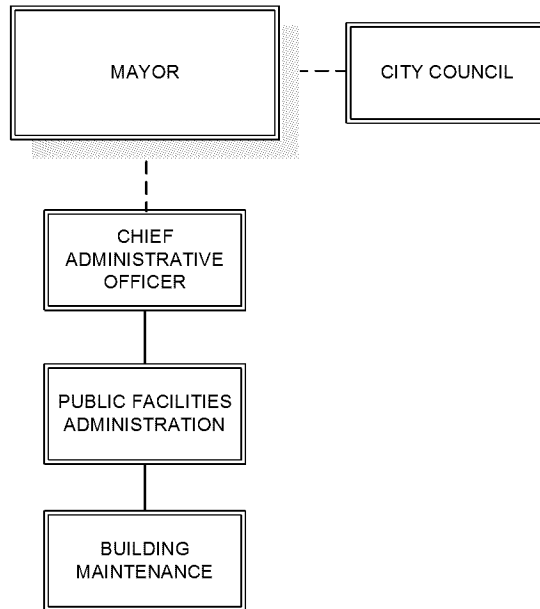 MAYOR
CITY COUNCIL
CHIEF
ADMINISTRATIVE
OFFICER
PUBLIC FACILITIES
ADMINISTRATION
BUILDING
MAINTENANCE